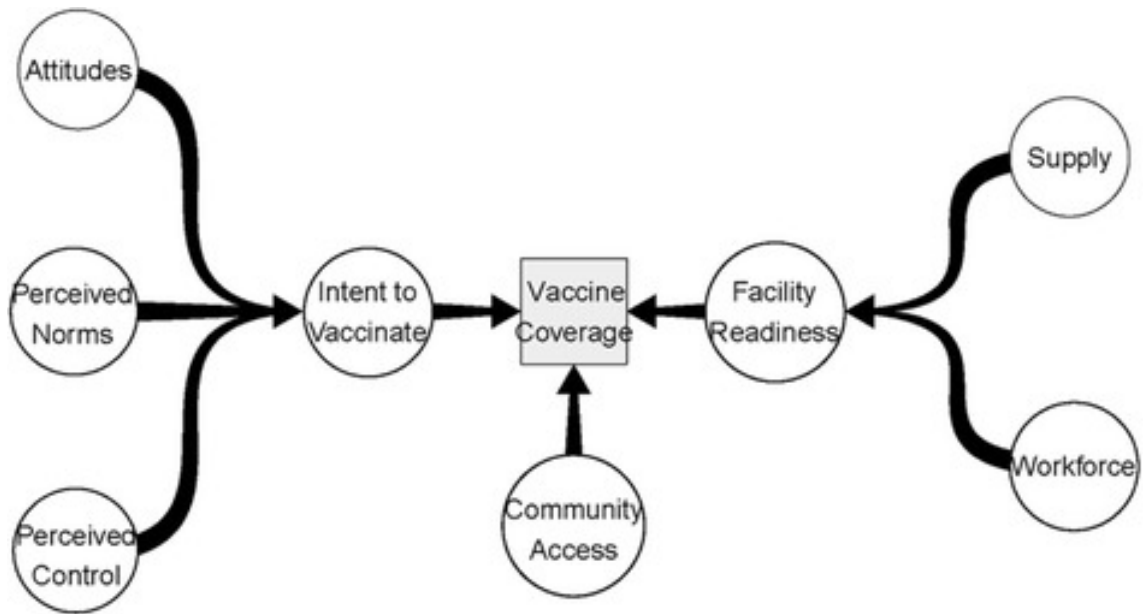 Attitudes
Perceived
Norms
Perceived
Control
Intent to
Vaccinate
Vaccine
Coverage
Community
Access
Facility
Readiness
Supply
Workforce